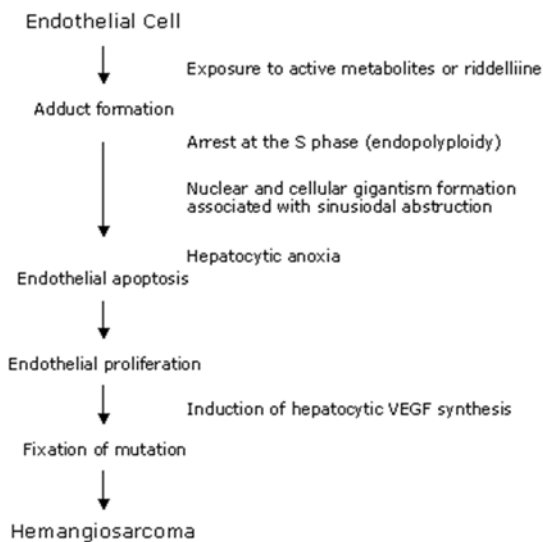 Endothelial Cell
Exposure to active metabolites or riddelliine
Adduct formation
Arrest at the S phase (endopolyploidy)
Nuclear and cellular gigantism formation
associated with sinusiodal abstruction
Hepatocytic anoxia
Endothelial apoptosis
Endothelial proliferation
Induction of hepatocytic VEGF synthesis
Fixation of mutation
Hemangiosarcoma